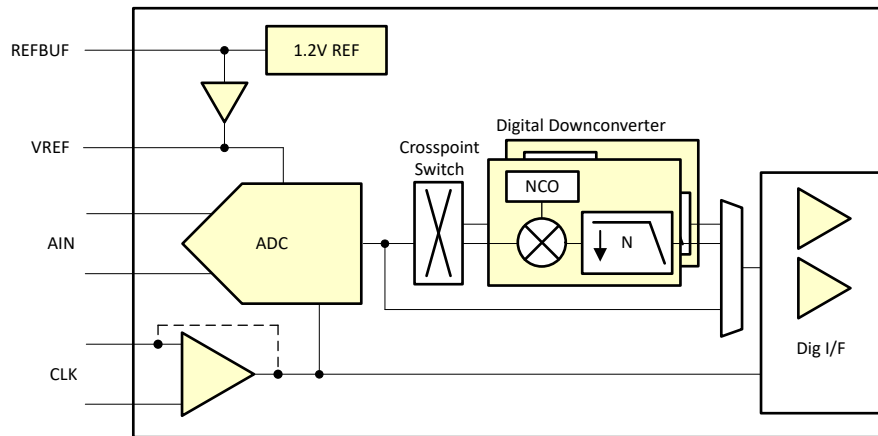 REFBUF
1.2V REF
VREF
Digital Downconverter
Crosspoint
Switch
NCO
AIN
ADC
N
Dig I/F
CLK